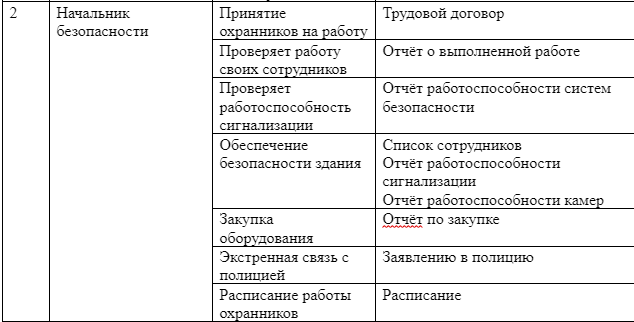 2
Начальник
безопасности
Принятие
охранников на работу
Трудовой договор
Проверяет работу
своих сотрудников
Отчёт о выполненной работе
Проверяет
работоспособность
сигнализации
Отчёт работоспособности систем
безопасности
Обеспечение
безопасности здания
Список сотрудников
Отчёт работоспособности
сигнализации
Отчёт работоспособности камер
Закупка
оборудования
Отчёт по закупке
Экстренная связь с
полицией
Заявлению в полицию
Расписание работы
охранников
Расписание